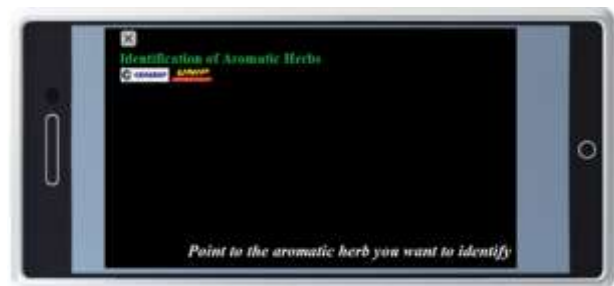 Identification of Aromatic Herbs
Point to the aromatic herb you want to identify